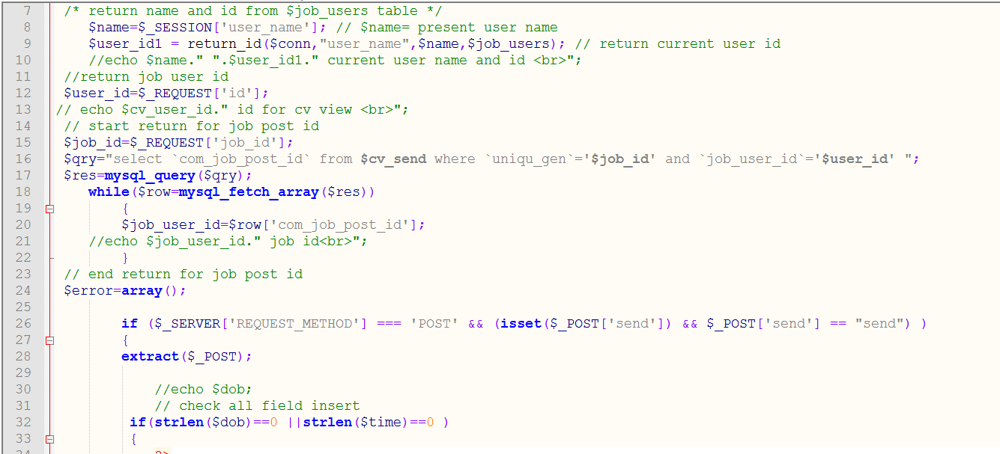 7 /* return name and id from $job_users table */
8 $name=$_SESSION['user_name']; // $name= present user name
9 $user_id1 = return_id($conn,"user_name",$name,$job_users); // return current user id
10 //echo $name." ".$user_id1." current user name and id <br>";
11 //return job user id
12 $user_id=$_REQUEST['id'];
13 // echo $cv_user_id." id for cv view <br>";
14 // start return for job post id
15 $job_id=$_REQUEST['job_id'];
16 $qry="select `com_job_post_id` from $cv_send where `uniqu_gen`='$job_id' and `job_user_id`='$user_id' ";
17 $res=mysql_query($qry);
18 while($row=mysql_fetch_array($res))
19 {
20 $job_user_id=$row['com_job_post_id'];
21 //echo $job_user_id." job id<br>";
22 }
23 // end return for job post id
24 $error=array();
25
26 if ($_SERVER['REQUEST_METHOD'] === 'POST' && (isset($_POST['send']) && $_POST['send'] == "send") )
27 {
28 extract($_POST);
29
30 //echo $dob;
31 // check all field insert
32 if(strlen($dob)==0 ||strlen($time)==0 )
33 {
34 ?>